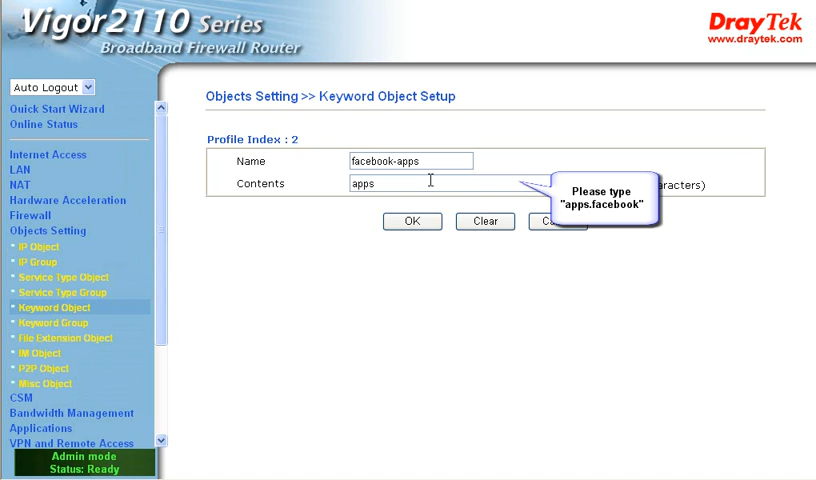 Vigor2110 Series
Broadband Firewall Router
DrayTek
www.draytek.com
Auto Logout
Quick Start Wizard
Online Status
Internet Access
LAN
NAT
Hardware Acceleration
Firewall
Objects Setting
IP Object
IP Group
Service Type Object
Service Type Group
Keyword Object
Keyword Group
File Extension Object
IM Object
P2P Object
Misc Object
CSM
Bandwidth Management
Applications
VPN and Remote Access
Admin mode
Status: Ready
Objects Setting >> Keyword Object Setup
Profile Index : 2
Name facebook-apps
Contents apps
Please type
"apps.facebook"
OK Clear